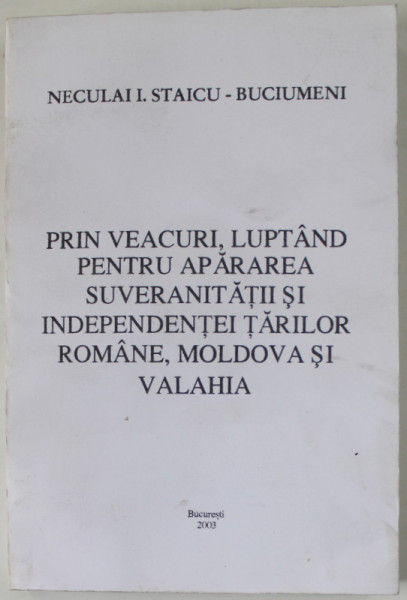 NECULAI I. STAICU - BUCIUMENI
PRIN VEACURI, LUPTÂND
PENTRU APĂRAREA
SUVERANITĂȚII ȘI
INDEPENDENȚEI ȚĂRILOR
ROMÂNE, MOLDOVA ȘI
VALAHIA
București
2003